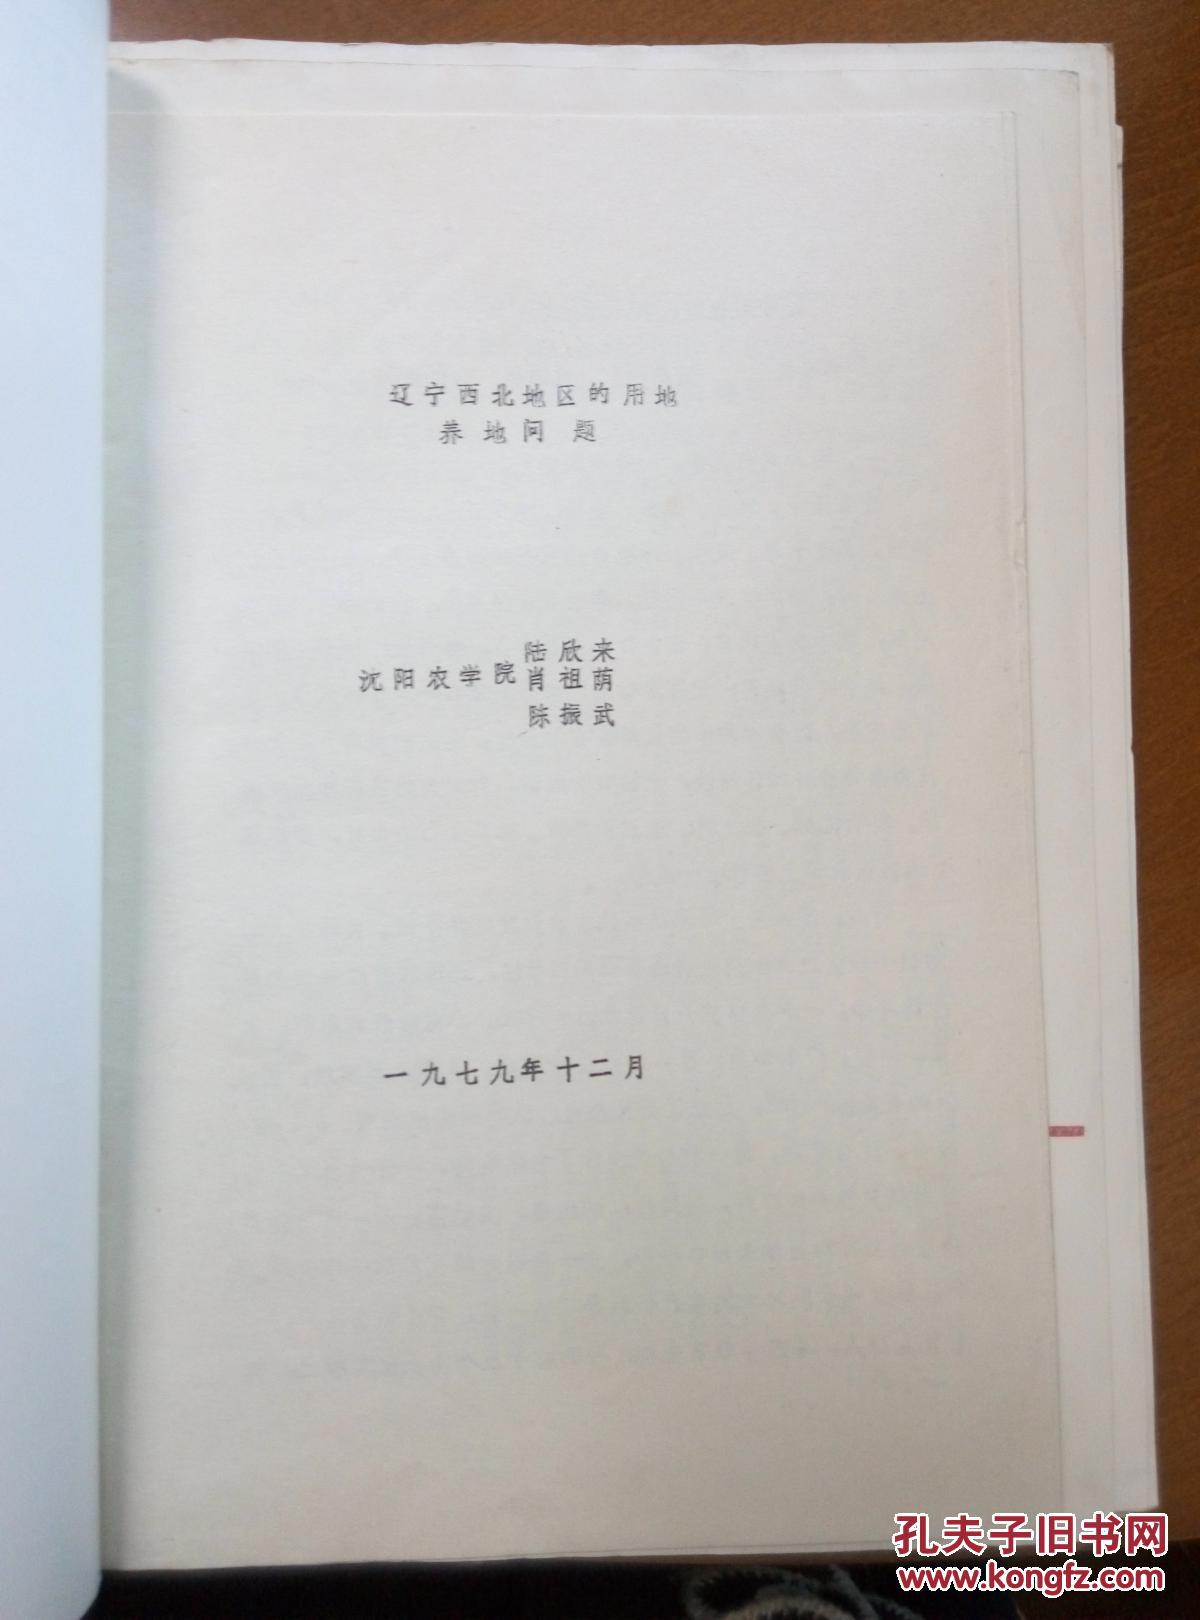 辽宁西北地区的用地
养地问题
陆欣来
沈阳农学院肖祖荫
陈振武
一九七九年十二月
孔夫子旧书网
www.kongfz.com